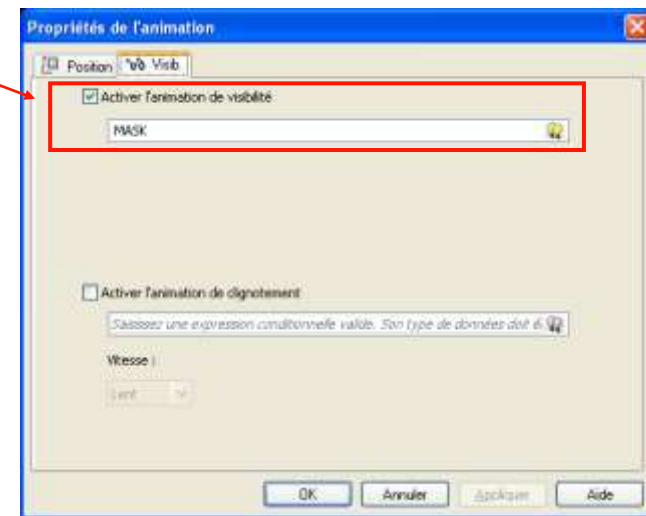 Propriétés de l'animation
Position Visib
Activer l'animation de visibilité
MASK
Activer l'animation de clignotement
Saisissez une expression conditionnelle valide. Son type de données doit ê
Vitesse :
Lent
OK Annuler Appliquer Aide